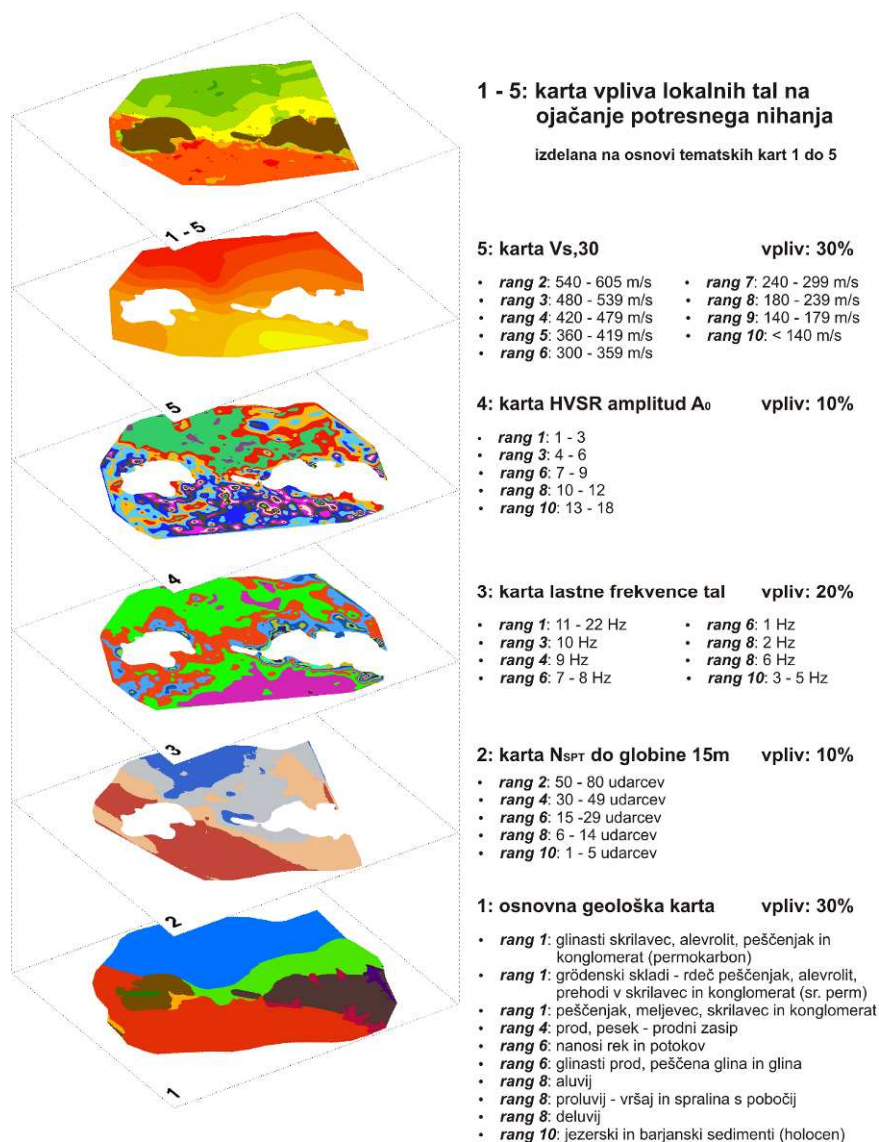 1 - 5: karta vpliva lokalnih tal na
ojačanje potresnega nihanja
izdelana na osnovi tematskih kart 1 do 5
1 - 5
5: karta Vs,30 vpliv: 30%
• rang 2: 540 - 605 m/s
• rang 3: 480 - 539 m/s
• rang 4: 420 - 479 m/s
• rang 5: 360 - 419 m/s
• rang 6: 300 - 359 m/s
• rang 7: 240 - 299 m/s
• rang 8: 180 - 239 m/s
• rang 9: 140 - 179 m/s
• rang 10: < 140 m/s
5
4: karta HVSR amplitud A0 vpliv: 10%
• rang 1: 1 - 3
• rang 3: 4 - 6
• rang 6: 7 - 9
• rang 8: 10 - 12
• rang 10: 13 - 18
4
3: karta lastne frekvence tal vpliv: 20%
• rang 1: 11 - 22 Hz
• rang 3: 10 Hz
• rang 4: 9 Hz
• rang 6: 7 - 8 Hz
• rang 6: 1 Hz
• rang 8: 2 Hz
• rang 8: 6 Hz
• rang 10: 3 - 5 Hz
3
2: karta NSPT do globine 15m vpliv: 10%
• rang 2: 50 - 80 udarcev
• rang 4: 30 - 49 udarcev
• rang 6: 15 -29 udarcev
• rang 8: 6 - 14 udarcev
• rang 10: 1 - 5 udarcev
2
1: osnovna geološka karta vpliv: 30%
• rang 1: glinasti skrilavec, alevrolit, peščenjak in
konglomerat (permokarbon)
• rang 1: grödenski skladi - rdeč peščenjak, alevrolit,
prehodi v skrilavec in konglomerat (sr. perm)
• rang 1: peščenjak, meljevec, skrilavec in konglomerat
• rang 4: prod, pesek - prodni zasip
• rang 6: nanosi rek in potokov
• rang 6: glinasti prod, peščena glina in glina
• rang 8: aluvij
• rang 8: proluvij - vršaj in spralina s pobočij
• rang 8: deluvij
• rang 10: jezerski in barjanski sedimenti (holocen)
1